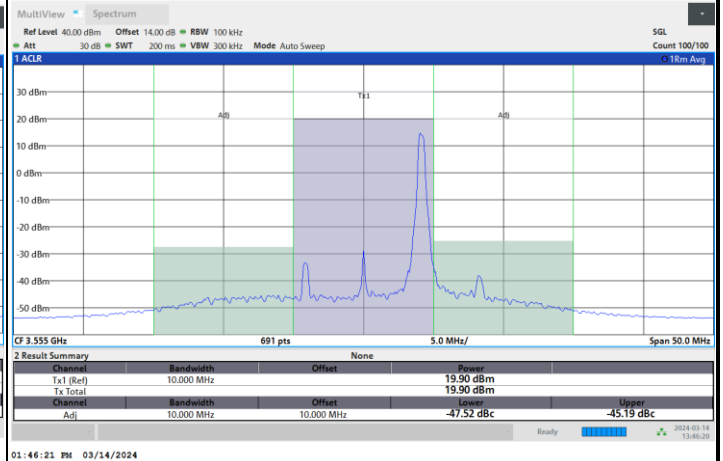 MultiView Spectrum
Ref Level 40.00 dBm Offset 14.00 dB RBW 100 kHz SGL
Att 30 dB SWT 200 ms VBW 300 kHz Mode Auto Sweep Count 100/100
1 ACLR 1Rm Avg
Tx1
30 dBm
Adj Adj
20 dBm
10 dBm
0 dBm
-10 dBm
-20 dBm
-30 dBm
-40 dBm
-50 dBm
CF 3.555 GHz 691 pts 5.0 MHz/ Span 50.0 MHz
2 Result Summary None
Channel Bandwidth Offset Power
Tx1 (Ref) 10.000 MHz 19.90 dBm
Tx Total 19.90 dBm
Channel Bandwidth Offset Lower Upper
Adj 10.000 MHz 10.000 MHz -47.52 dBc -45.19 dBc
Ready 2024-03-14
13:46:20
01:46:21 PM 03/14/2024